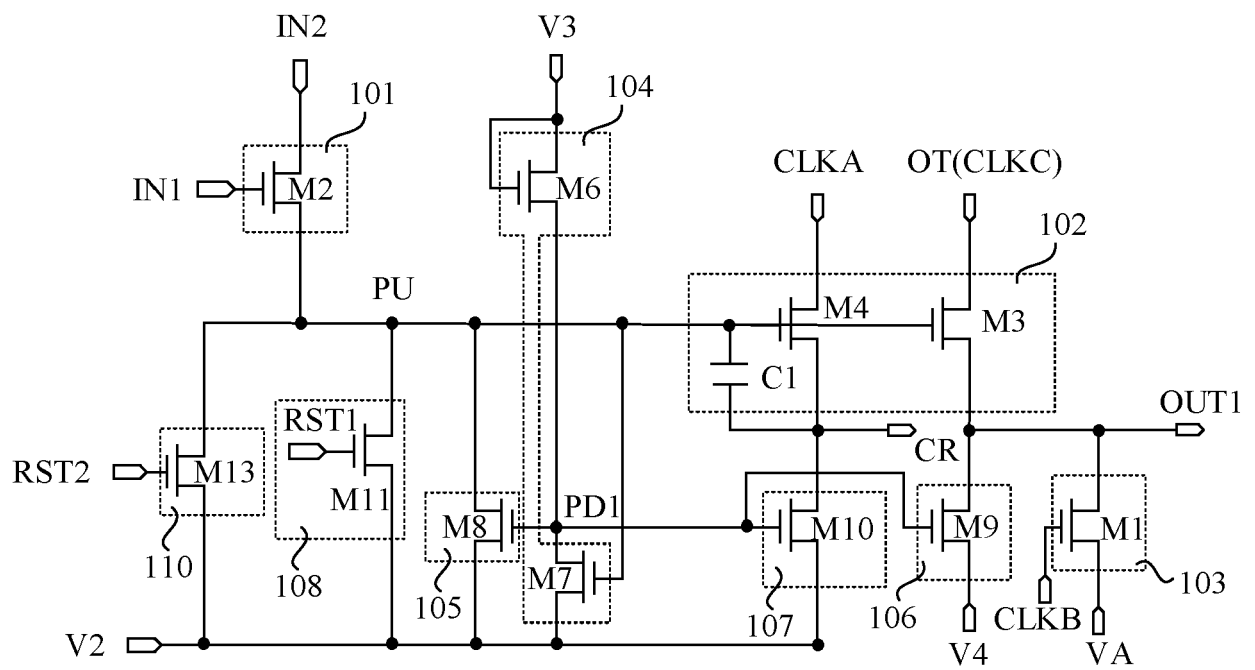 IN2
V3
101
104
CLKA
OT(CLKC)
IN1
M2
M6
102
PU
M4
M3
C1
RST1
OUT1
CR
RST2
M13
M11
M8
PD1
M10
M9
M1
110
108
105
M7
107
106
CLKB
103
V2
V4
VA